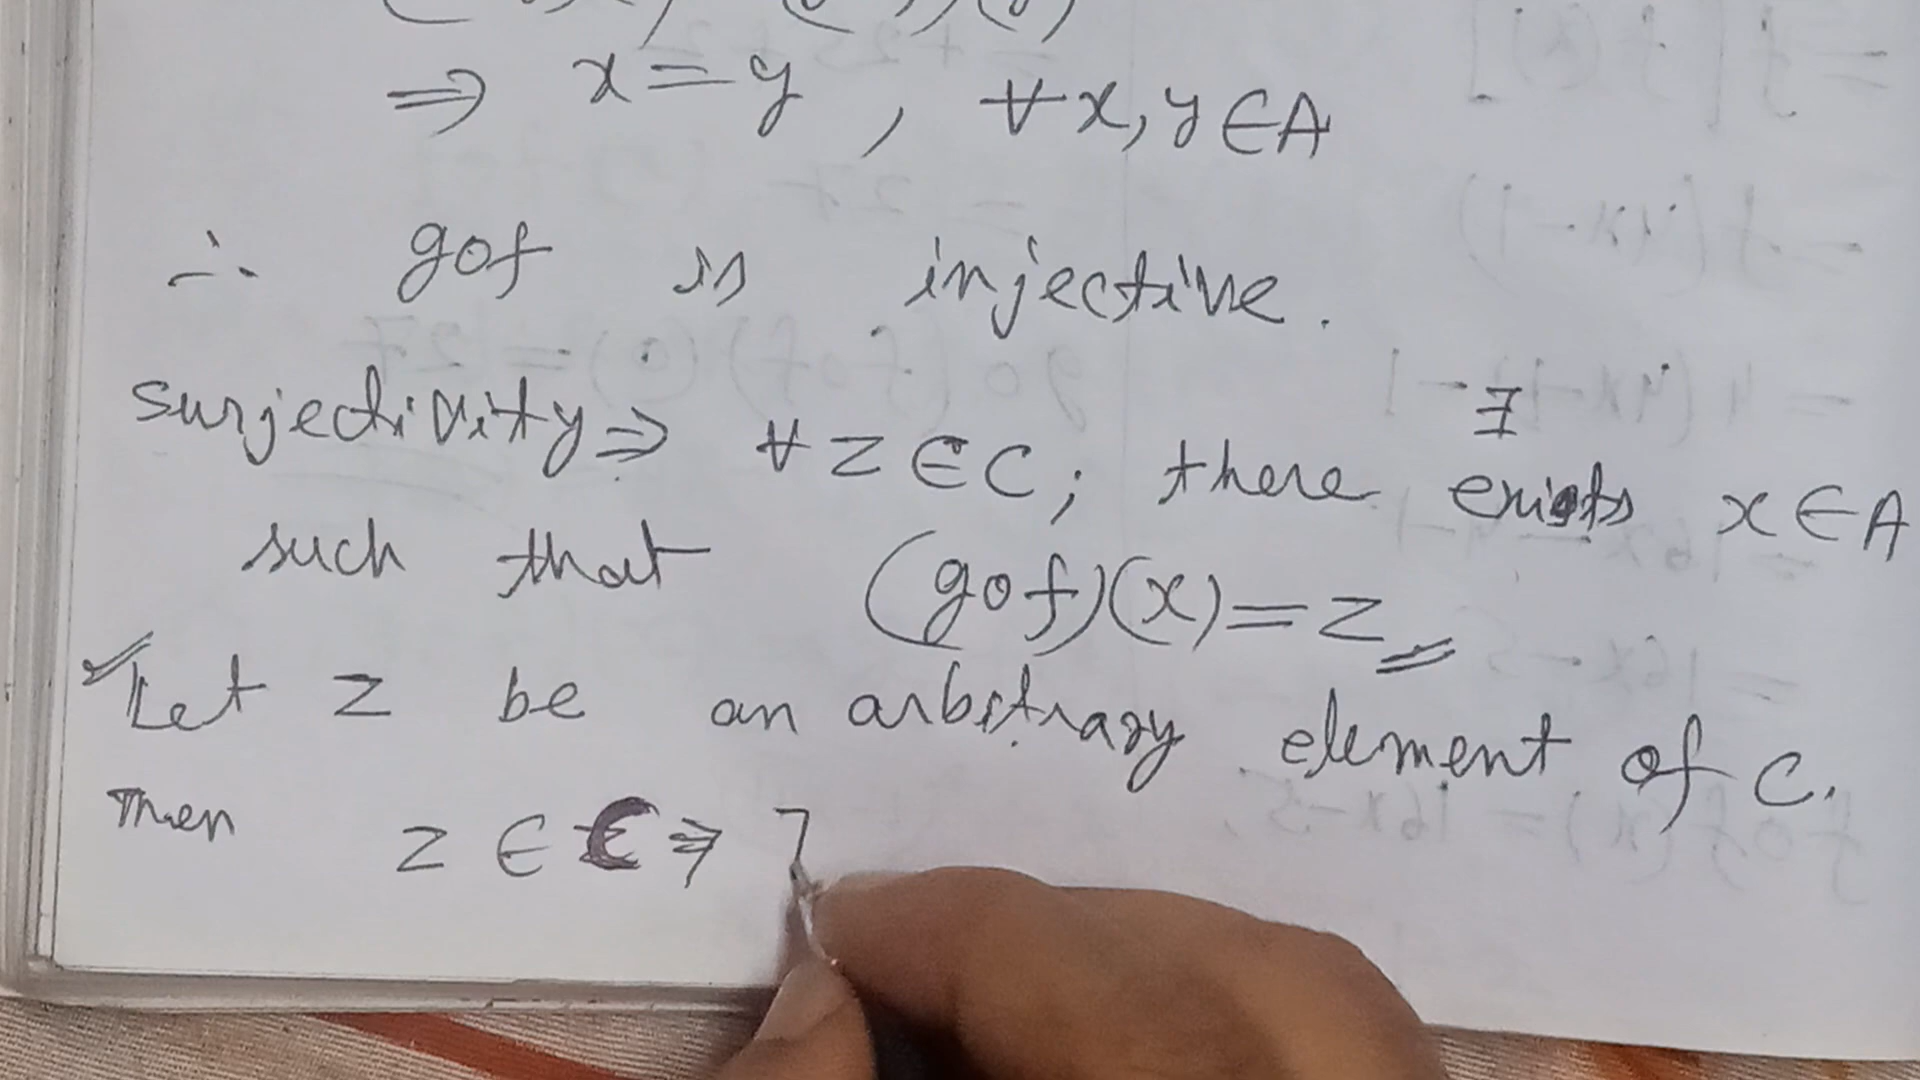 ⇒ x = y , ∀ x, y ∈ A
∴ gof is injective.
Surjectivity ⇒ ∀ z ∈ C; there ∃ exists x ∈ A
such that (gof)(x) = z
Let z be an arbitrary element of C.
Then z ∈ C ⇒